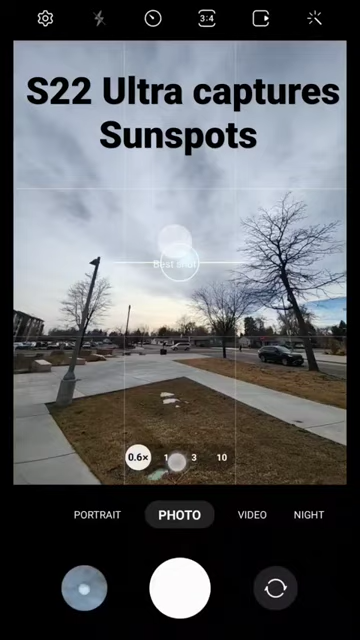 3:4
S22 Ultra captures
Sunspots
Best shot
0.6× 1 3 10
PORTRAIT PHOTO VIDEO NIGHT